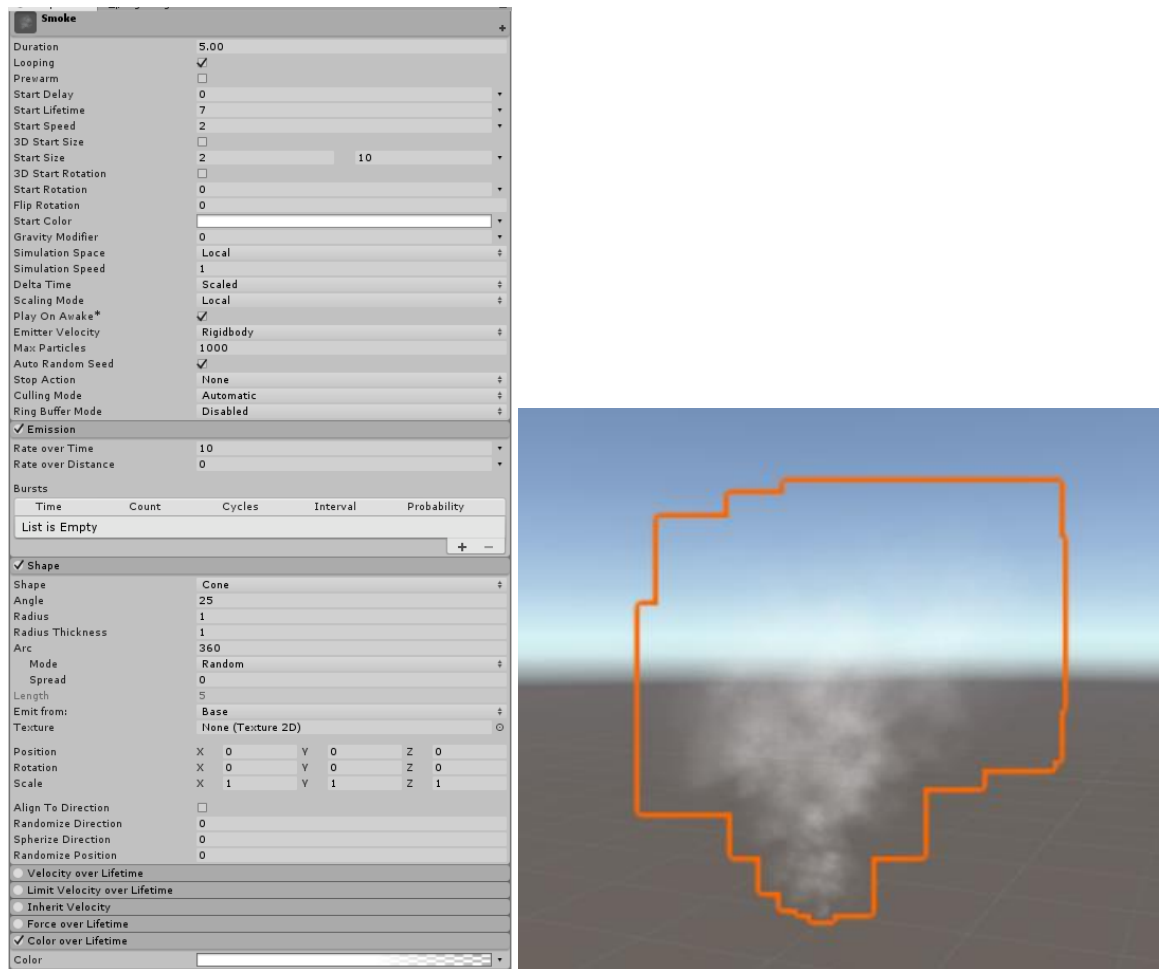 Smoke
Duration 5.00
Looping
Prewarm
Start Delay 0
Start Lifetime 7
Start Speed 2
3D Start Size
Start Size 2 10
3D Start Rotation
Start Rotation 0
Flip Rotation 0
Start Color
Gravity Modifier 0
Simulation Space Local
Simulation Speed 1
Delta Time Scaled
Scaling Mode Local
Play On Awake*
Emitter Velocity Rigidbody
Max Particles 1000
Auto Random Seed
Stop Action None
Culling Mode Automatic
Ring Buffer Mode Disabled
Emission
Rate over Time 10
Rate over Distance 0
Bursts
Time Count Cycles Interval Probability
List is Empty
+ −
Shape
Shape Cone
Angle 25
Radius 1
Radius Thickness 1
Arc 360
Mode Random
Spread 0
Length 5
Emit from: Base
Texture None (Texture 2D)
Position X 0 Y 0 Z 0
Rotation X 0 Y 0 Z 0
Scale X 1 Y 1 Z 1
Align To Direction
Randomize Direction 0
Spherize Direction 0
Randomize Position 0
Velocity over Lifetime
Limit Velocity over Lifetime
Inherit Velocity
Force over Lifetime
Color over Lifetime
Color